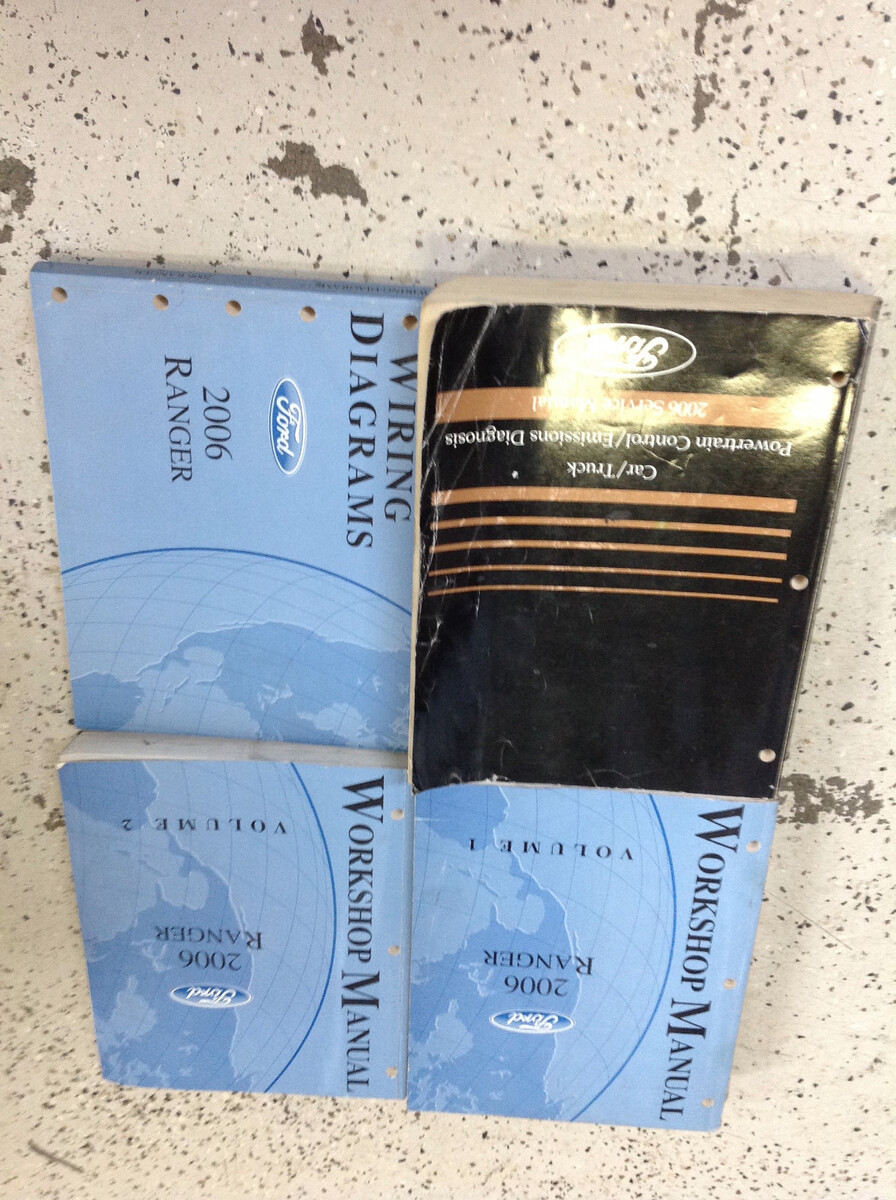 WIRING
DIAGRAMS
Ford
2006
RANGER
Ford
2006 Service Manual
Powertrain Control/Emissions Diagnosis
Car/Truck
WORKSHOP MANUAL
VOLUME 2
2006
RANGER
Ford
WORKSHOP MANUAL
VOLUME 1
2006
RANGER
Ford